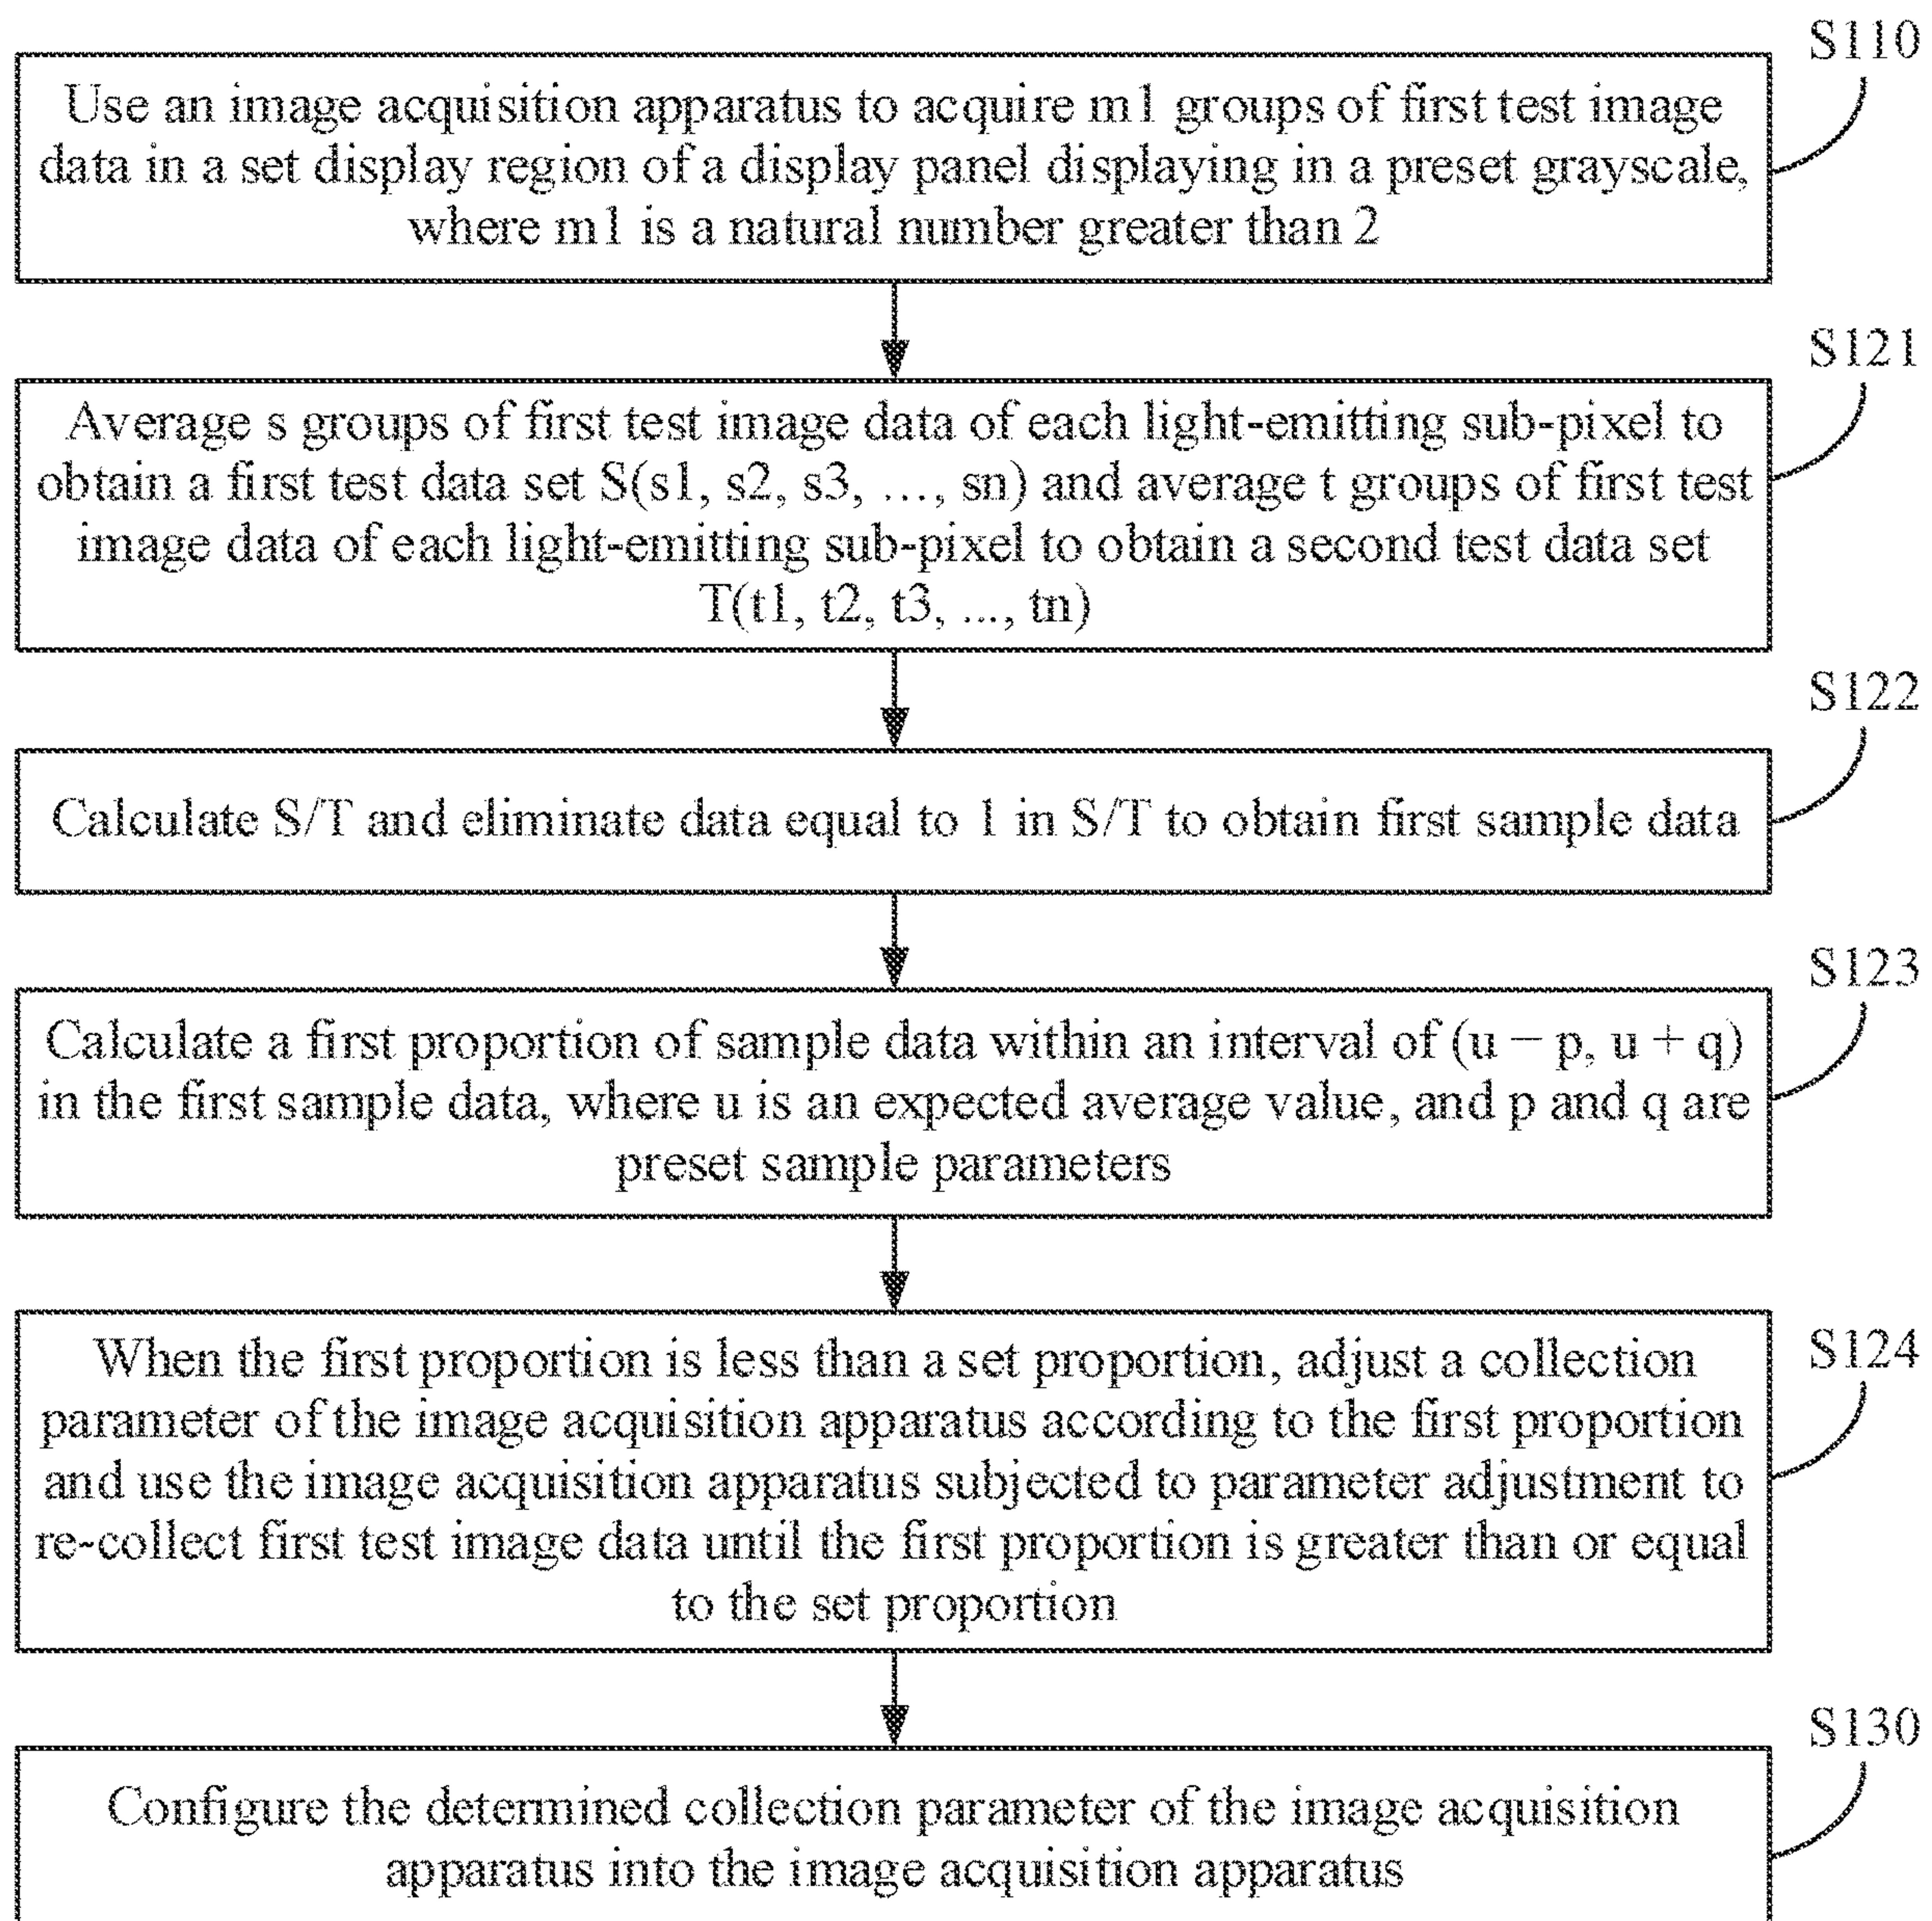 S110
Use an image acquisition apparatus to acquire m1 groups of first test image
data in a set display region of a display panel displaying in a preset grayscale,
where m1 is a natural number greater than 2
S121
Average s groups of first test image data of each light-emitting sub-pixel to
obtain a first test data set S(s1, s2, s3, ..., sn) and average t groups of first test
image data of each light-emitting sub-pixel to obtain a second test data set
T(t1, t2, t3, ..., tn)
S122
Calculate S/T and eliminate data equal to 1 in S/T to obtain first sample data
S123
Calculate a first proportion of sample data within an interval of (u − p, u + q)
in the first sample data, where u is an expected average value, and p and q are
preset sample parameters
S124
When the first proportion is less than a set proportion, adjust a collection
parameter of the image acquisition apparatus according to the first proportion
and use the image acquisition apparatus subjected to parameter adjustment to
re-collect first test image data until the first proportion is greater than or equal
to the set proportion
S130
Configure the determined collection parameter of the image acquisition
apparatus into the image acquisition apparatus